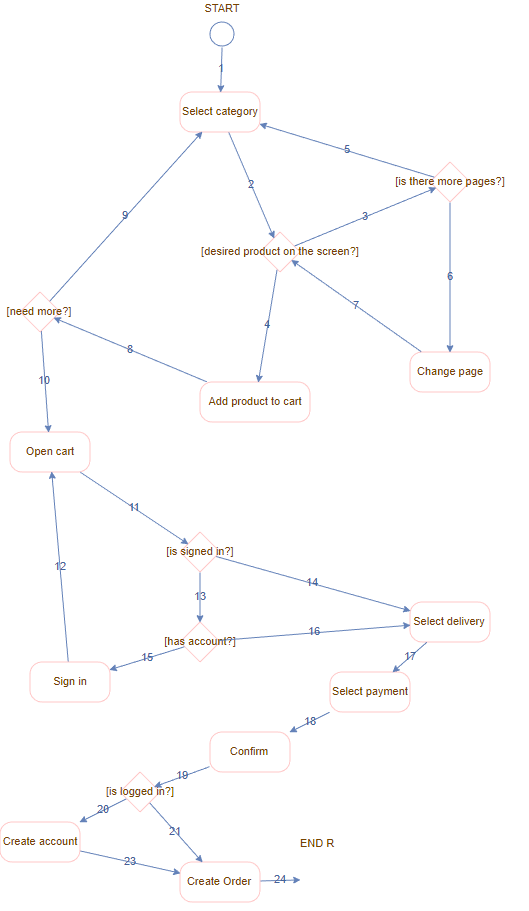 START
1
Select category
5
[is there more pages?]
2
9
3
[desired product on the screen?]
6
7
[need more?]
4
8
10
Change page
Add product to cart
Open cart
11
[is signed in?]
12
14
13
Select delivery
16
[has account?]
15
17
Sign in
Select payment
18
Confirm
19
[is logged in?]
20
21
Create account
END R
23
24
Create Order